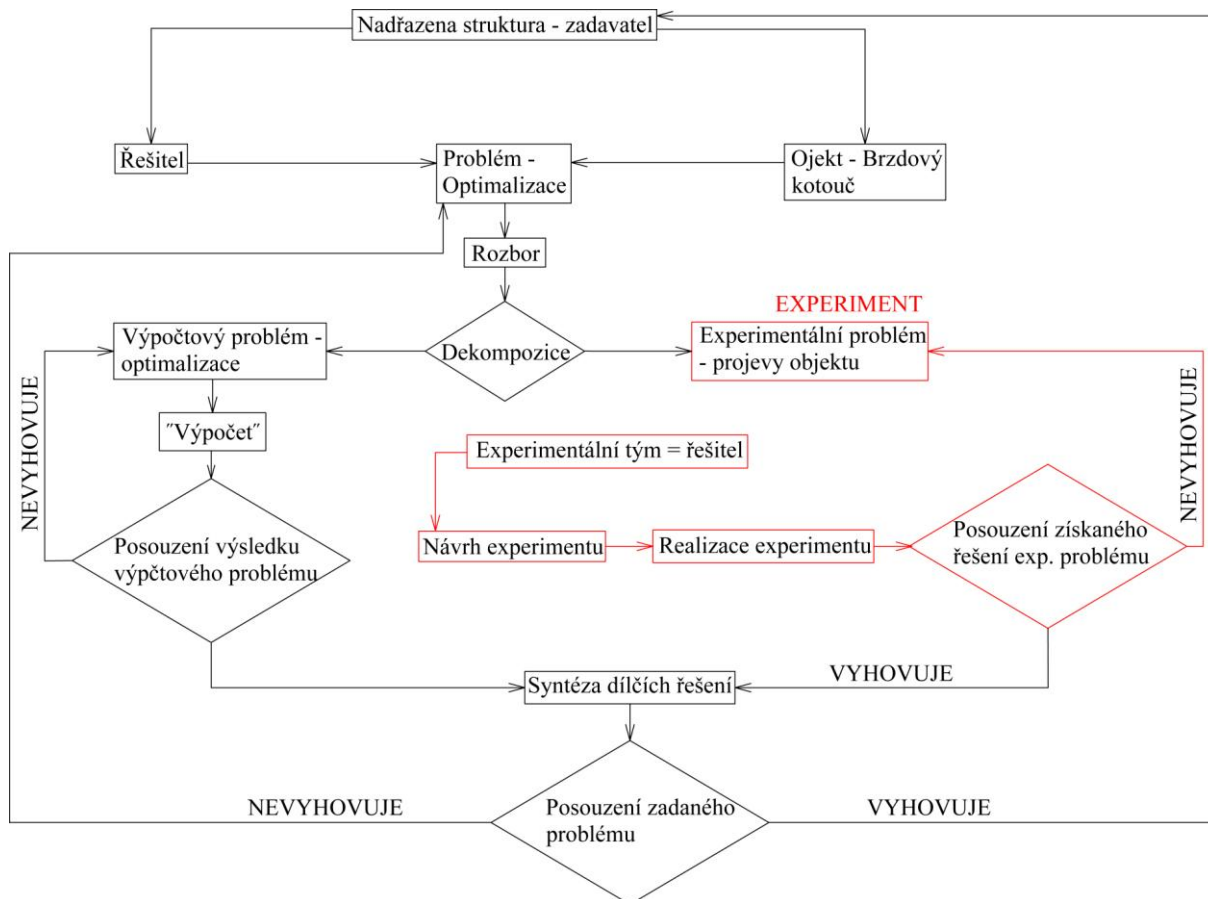 Nadřazena struktura - zadavatel
Řešitel
Problém -
Optimalizace
Ojekt - Brzdový
kotouč
Rozbor
EXPERIMENT
Výpočtový problém -
optimalizace
Dekompozice
Experimentální problém
- projevy objektu
NEVYHOVUJE
"Výpočet"
Experimentální tým = řešitel
NEVYHOVUJE
Posouzení výsledku
výpčtového problému
Návrh experimentu
Realizace experimentu
Posouzení získaného
řešení exp. problému
Syntéza dílčích řešení
VYHOVUJE
NEVYHOVUJE
Posouzení zadaného
problému
VYHOVUJE